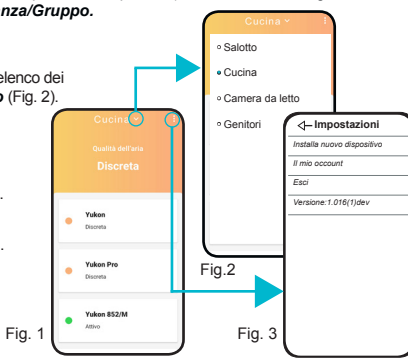 nza/Gruppo.
elenco dei
o (Fig. 2).
.
.
Cucina
Qualità dell'aria
Discreta
Yukon
Discreta
Yukon Pro
Discreta
Yukon 852/M
Attivo
Fig. 1
Cucina
Salotto
Cucina
Camera da letto
Genitori
Fig.2
Impostazioni
Installa nuovo dispositivo
Il mio account
Esci
Versione:1.016(1)dev
Fig. 3